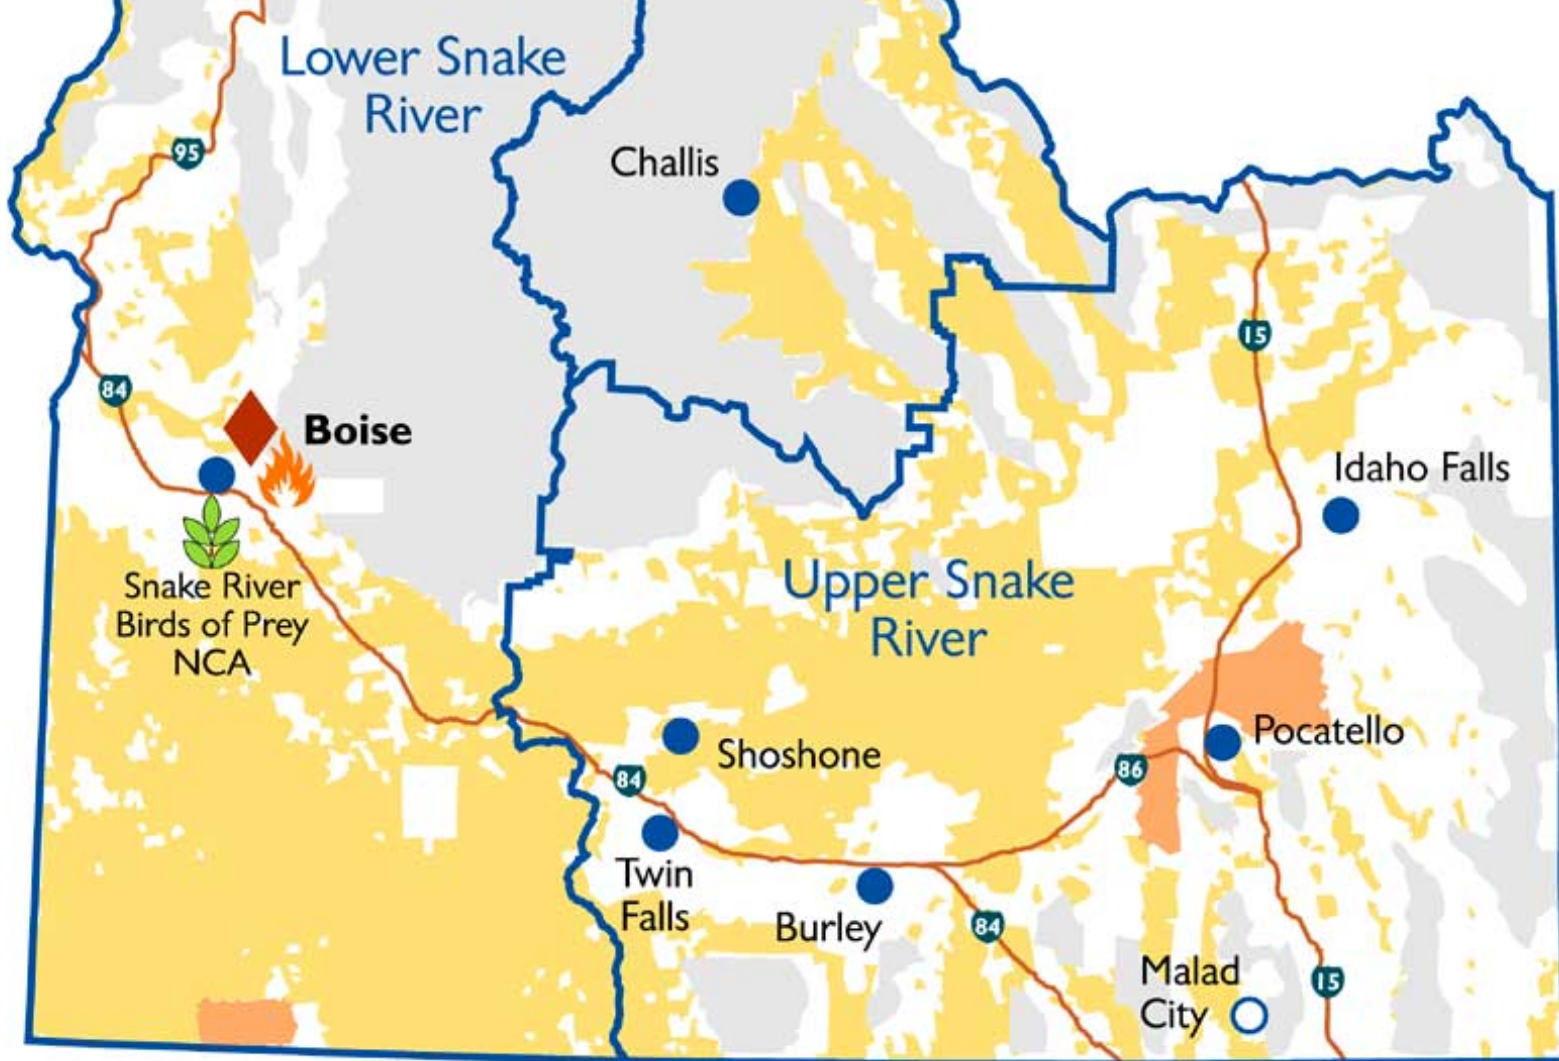 Lower Snake
River
95
Challis
15
84
Boise
Idaho Falls
Snake River
Birds of Prey
NCA
Upper Snake
River
Shoshone
Pocatello
86
84
Twin
Falls
Burley
84
Malad
City
15